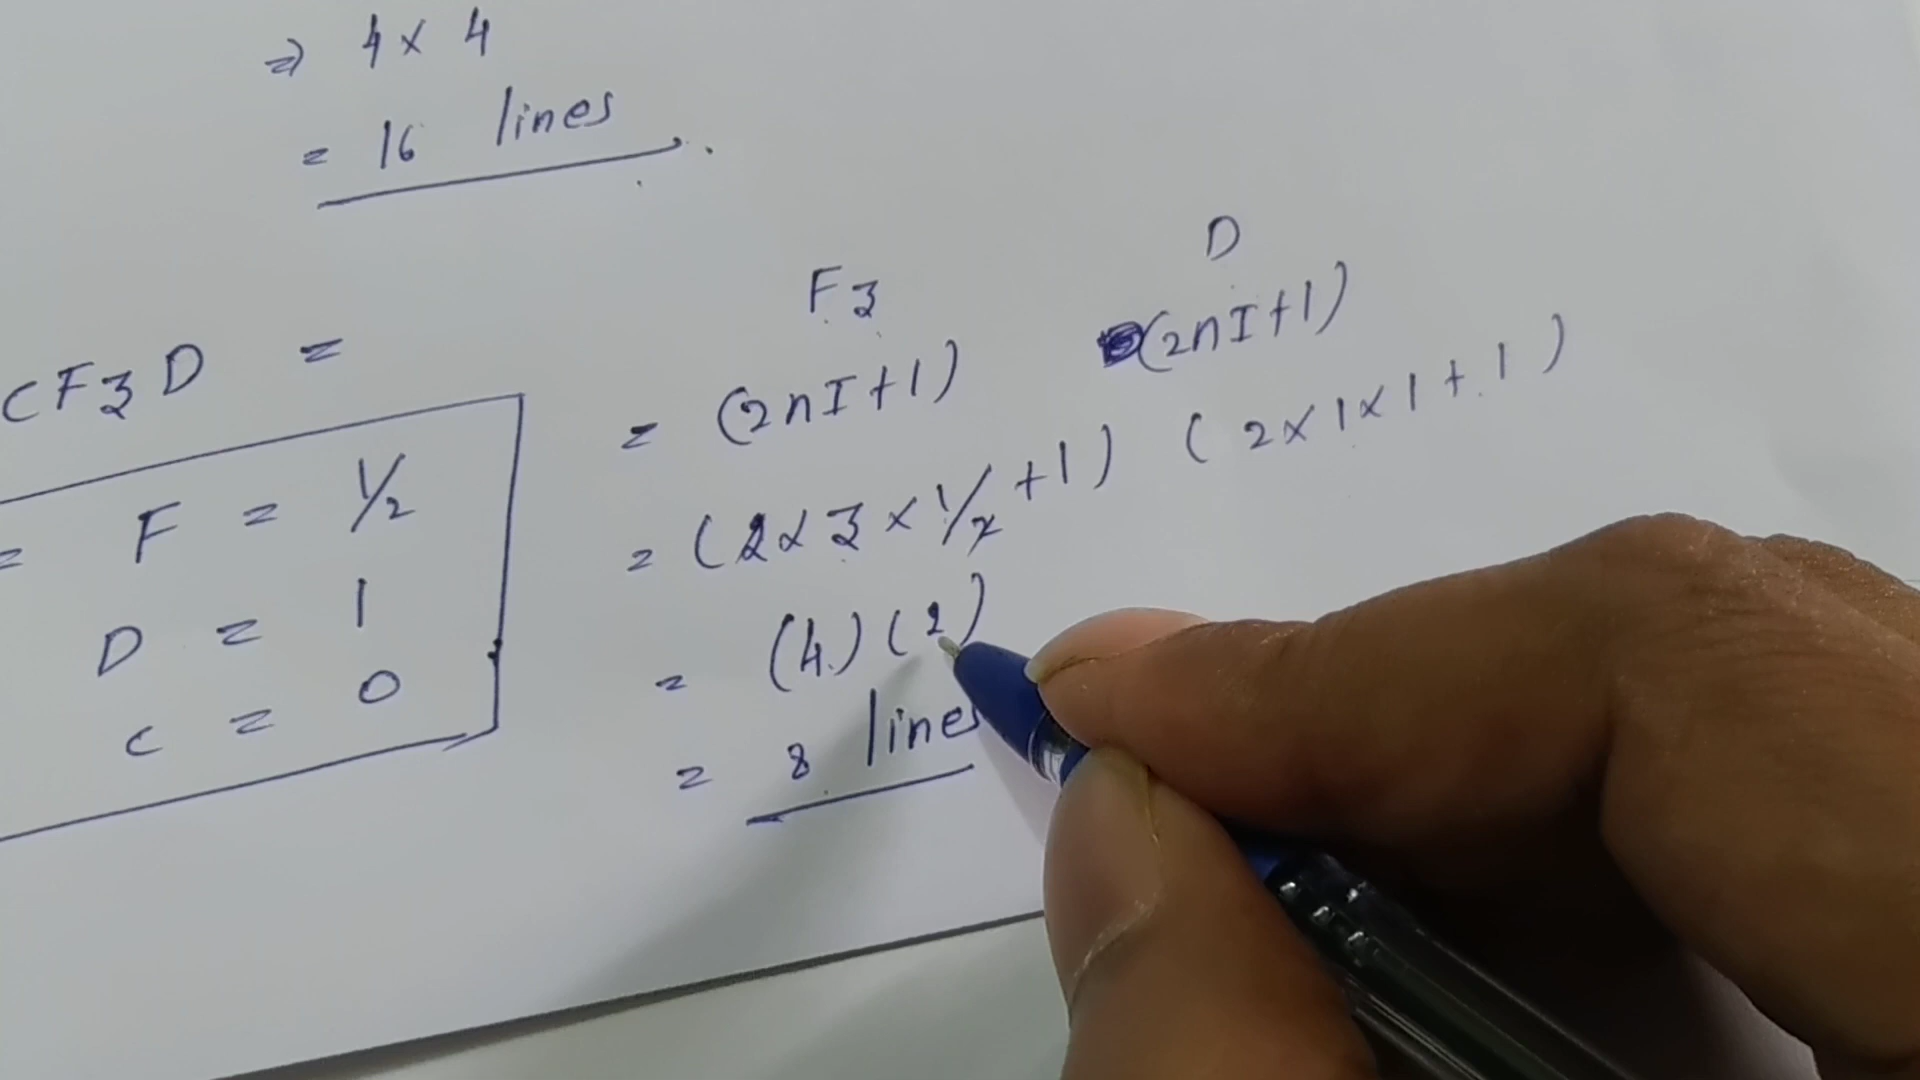 ⇒ 4 × 4
= 16 lines
CF3D =
= F = 1/2
D = 1
C = 0
F3 D
= (2nI+1) (2nI+1)
= (2×3×1/2+1) (2×1×1+1)
= (4)(2)
= 8 lines